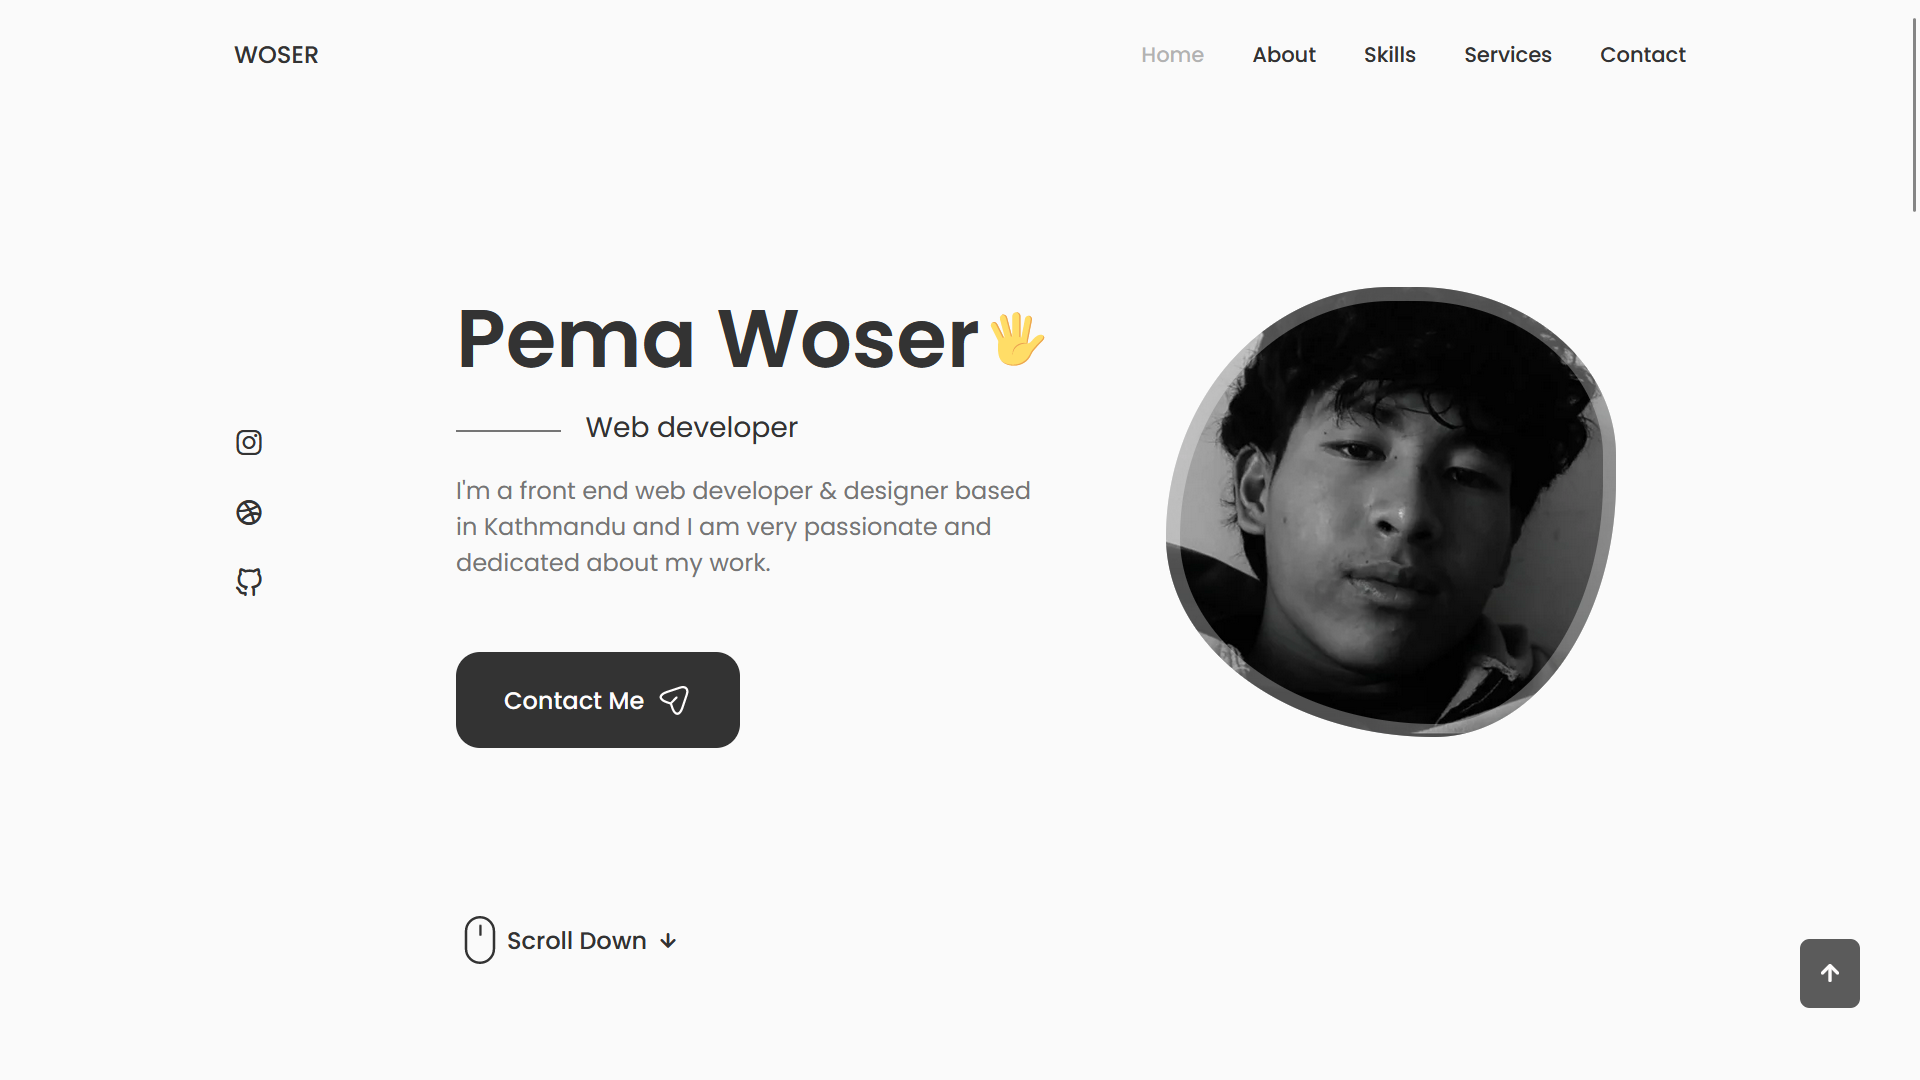 WOSER
Home About Skills Services Contact
Pema Woser🖐
Web developer
I'm a front end web developer & designer based
in Kathmandu and I am very passionate and
dedicated about my work.
Contact Me
Scroll Down